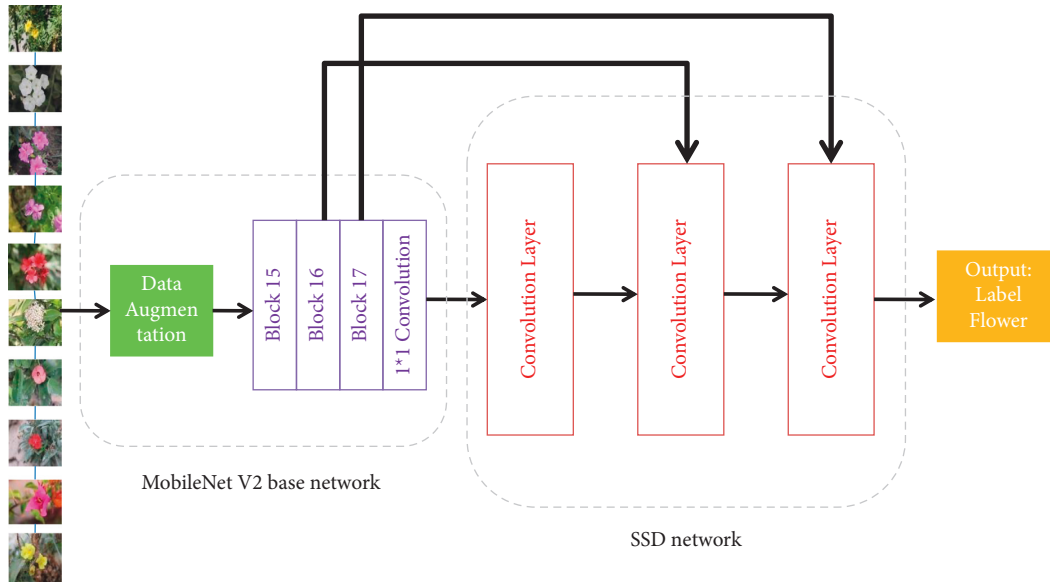 Data
Augmen
tation
Block 15
Block 16
Block 17
1*1 Convolution
MobileNet V2 base network
Convolution Layer
Convolution Layer
Convolution Layer
SSD network
Output:
Label
Flower